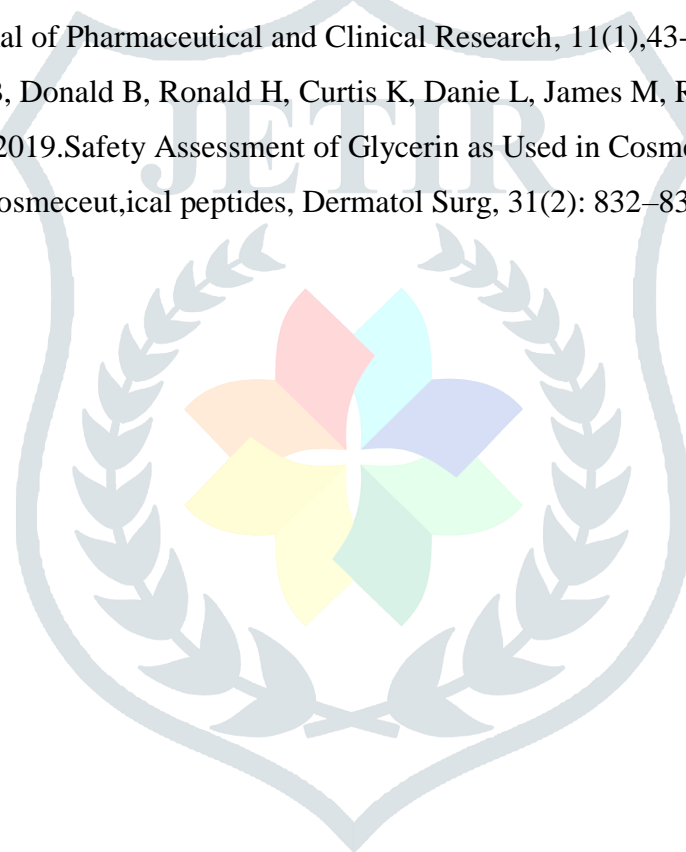 al of Pharmaceutical and Clinical Research, 11(1),43-
, Donald B, Ronald H, Curtis K, Danie L, James M, R
2019.Safety Assessment of Glycerin as Used in Cosme
osmeceut,ical peptides, Dermatol Surg, 31(2): 832–83
JETIR